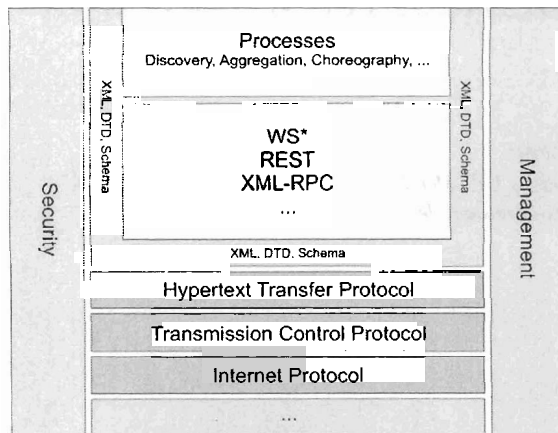 Processes
Discovery, Aggregation, Choreography, ...
XML, DTD, Schema
XML, DTD, Schema
WS*
REST
XML-RPC
...
Security
Management
XML, DTD, Schema
Hypertext Transfer Protocol
Transmission Control Protocol
Internet Protocol
...